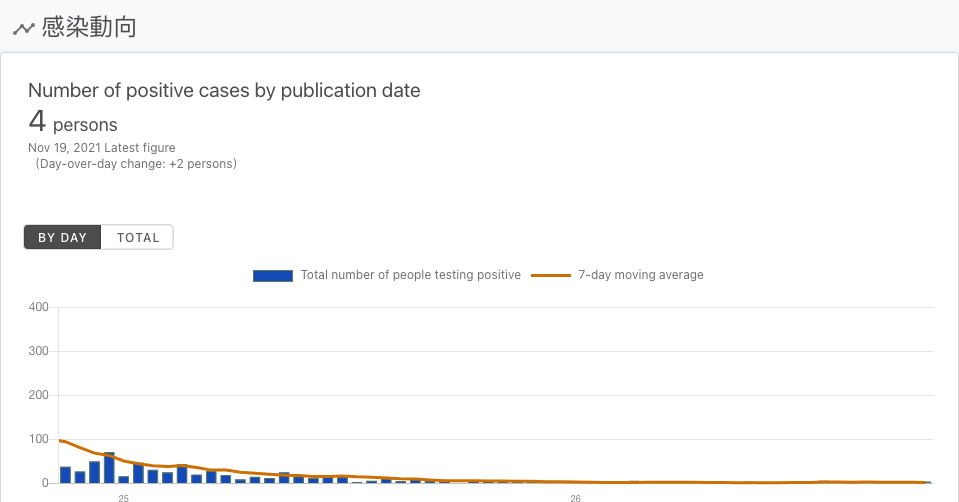 感染動向
Number of positive cases by publication date
4 persons
Nov 19, 2021 Latest figure
(Day-over-day change: +2 persons)
BY DAY TOTAL
Total number of people testing positive 7-day moving average
400
300
200
100
0
25 26